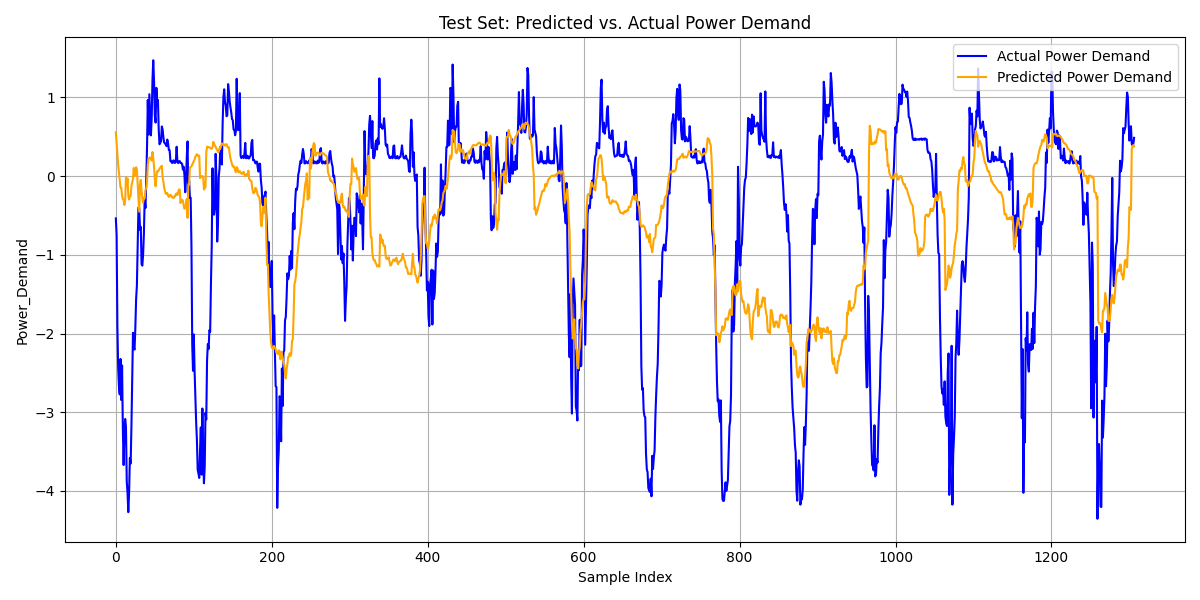 Test Set: Predicted vs. Actual Power Demand
Actual Power Demand
Predicted Power Demand
Power_Demand
1
0
−1
−2
−3
−4
0 200 400 600 800 1000 1200
Sample Index